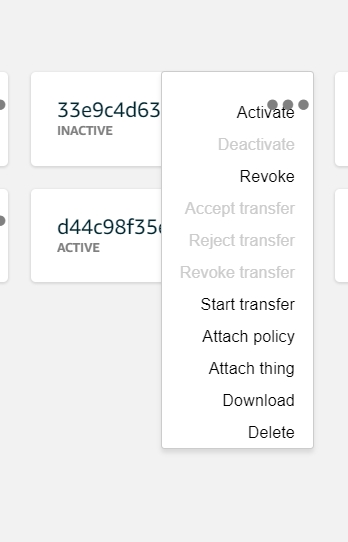 33e9c4d63
INACTIVE
d44c98f35
ACTIVE
Activate
Deactivate
Revoke
Accept transfer
Reject transfer
Revoke transfer
Start transfer
Attach policy
Attach thing
Download
Delete